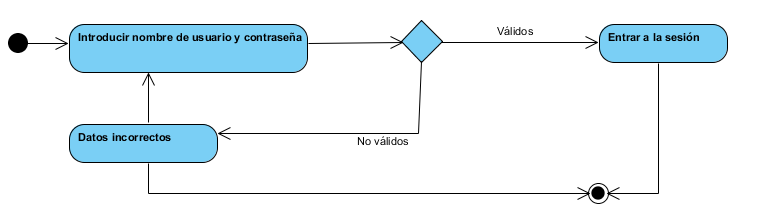 Introducir nombre de usuario y contraseña
Válidos
Entrar a la sesión
Datos incorrectos
No válidos